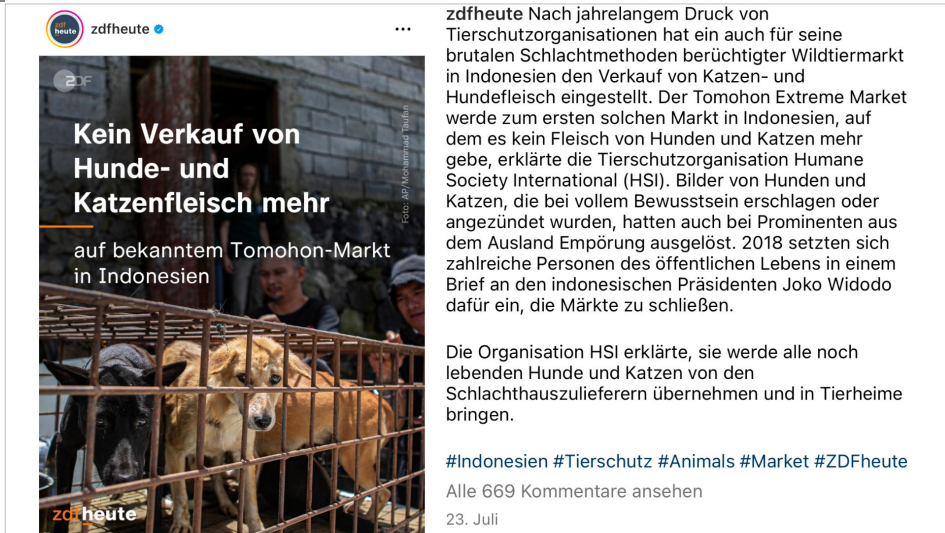 zdf
heute
zdfheute
ZDF
Kein Verkauf von
Hunde- und
Katzenfleisch mehr
auf bekanntem Tomohon-Markt
in Indonesien
Foto: AP/Mohammad Taufan
zdfheute
zdfheute Nach jahrelangem Druck von
Tierschutzorganisationen hat ein auch für seine
brutalen Schlachtmethoden berüchtigter Wildtiermarkt
in Indonesien den Verkauf von Katzen- und
Hundefleisch eingestellt. Der Tomohon Extreme Market
werde zum ersten solchen Markt in Indonesien, auf
dem es kein Fleisch von Hunden und Katzen mehr
gebe, erklärte die Tierschutzorganisation Humane
Society International (HSI). Bilder von Hunden und
Katzen, die bei vollem Bewusstsein erschlagen oder
angezündet wurden, hatten auch bei Prominenten aus
dem Ausland Empörung ausgelöst. 2018 setzten sich
zahlreiche Personen des öffentlichen Lebens in einem
Brief an den indonesischen Präsidenten Joko Widodo
dafür ein, die Märkte zu schließen.
Die Organisation HSI erklärte, sie werde alle noch
lebenden Hunde und Katzen von den
Schlachthauszulieferern übernehmen und in Tierheime
bringen.
#Indonesien #Tierschutz #Animals #Market #ZDFheute
Alle 669 Kommentare ansehen
23. Juli